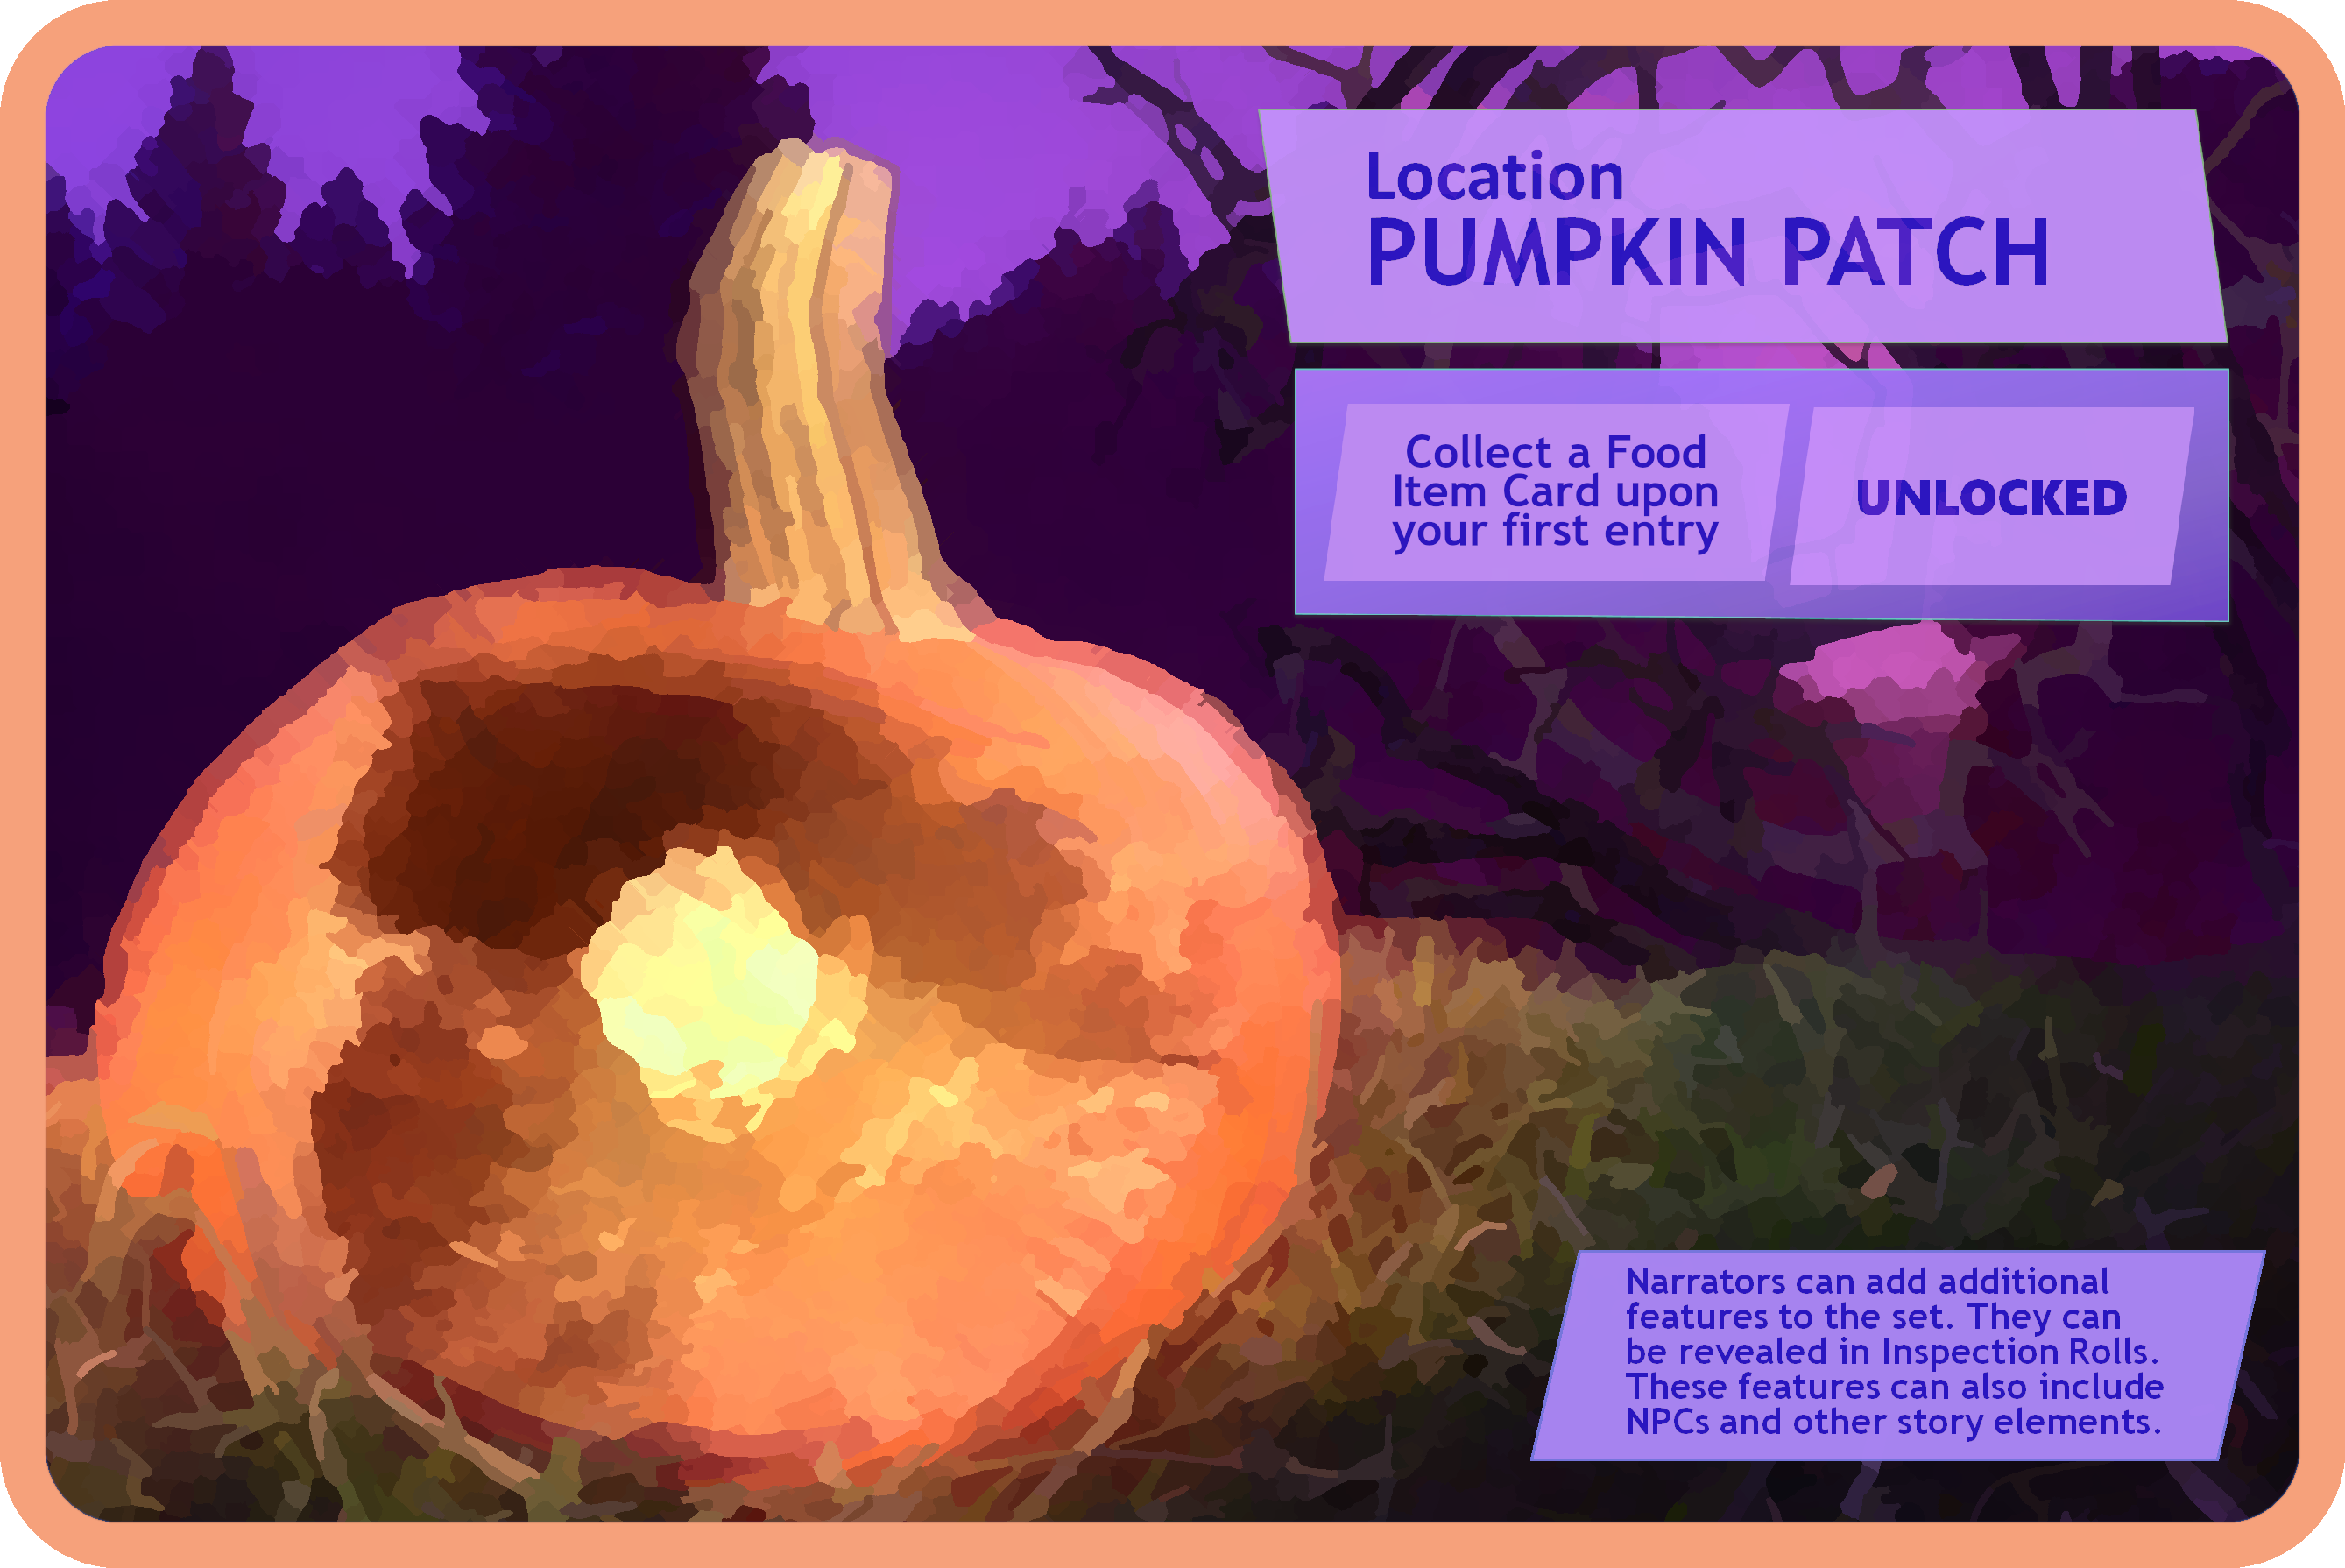 Location
PUMPKIN PATCH
Collect a Food
Item Card upon
your first entry
UNLOCKED
Narrators can add additional
features to the set. They can
be revealed in Inspection Rolls.
These features can also include
NPCs and other story elements.